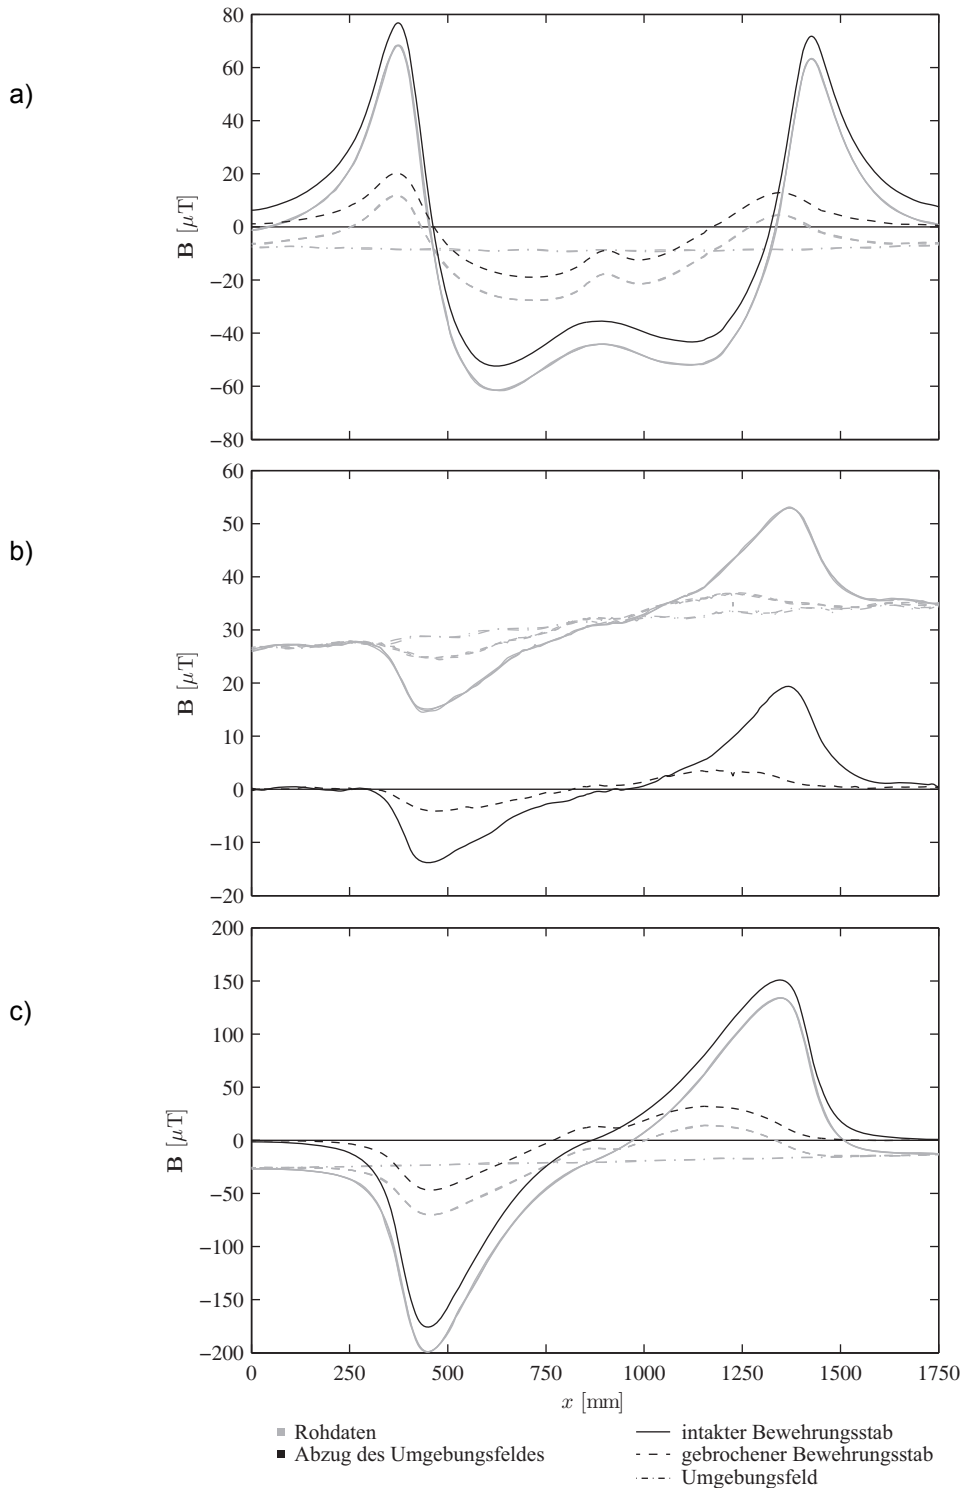 a)
80
60
40
20
0
−20
−40
−60
−80
B [μT]
b)
60
50
40
30
20
10
0
−10
−20
B [μT]
c)
200
150
100
50
0
−50
−100
−150
−200
B [μT]
0 250 500 750 1000 1250 1500 1750
x [mm]
Rohdaten
Abzug des Umgebungsfeldes
intakter Bewehrungsstab
gebrochener Bewehrungsstab
Umgebungsfeld